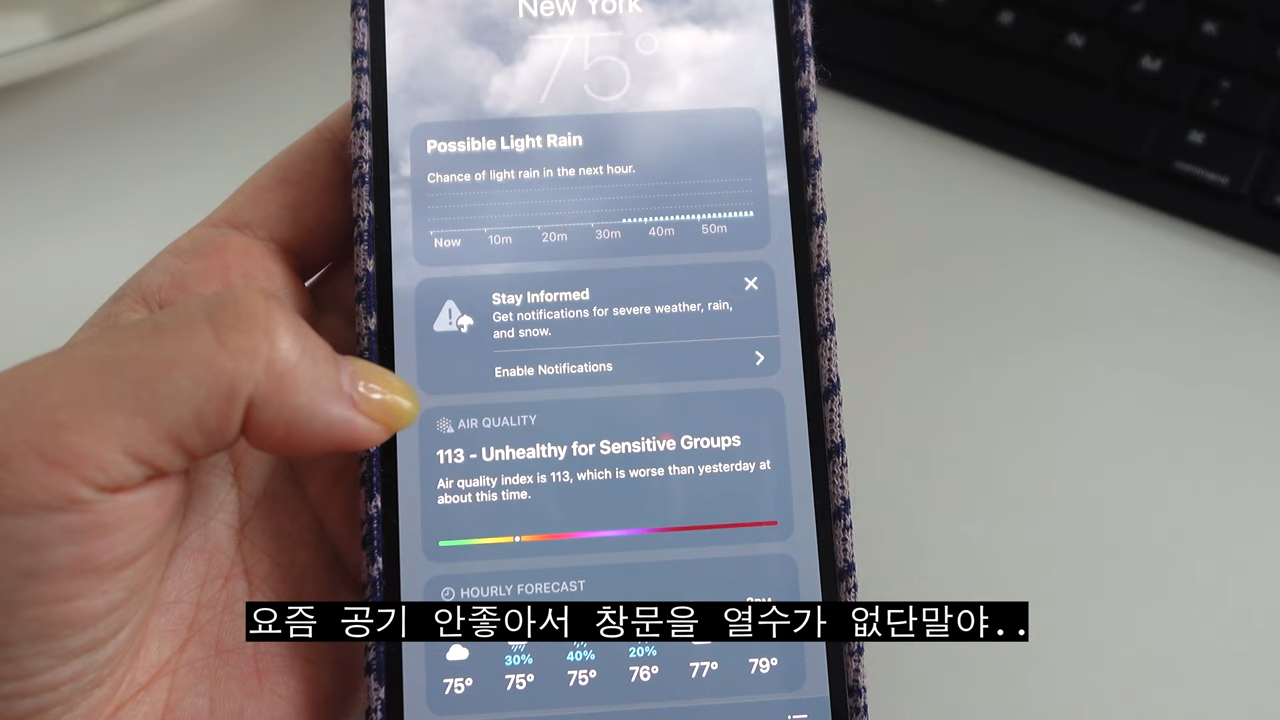 New York
75°
Possible Light Rain
Chance of light rain in the next hour.
Now 10m 20m 30m 40m 50m
Stay Informed
Get notifications for severe weather, rain,
and snow.
Enable Notifications
AIR QUALITY
113 - Unhealthy for Sensitive Groups
Air quality index is 113, which is worse than yesterday at
about this time.
HOURLY FORECAST
요즘 공기 안좋아서 창문을 열수가 없단말야..
30% 40% 20%
75° 75° 75° 76° 77° 79°
K
N
M
command